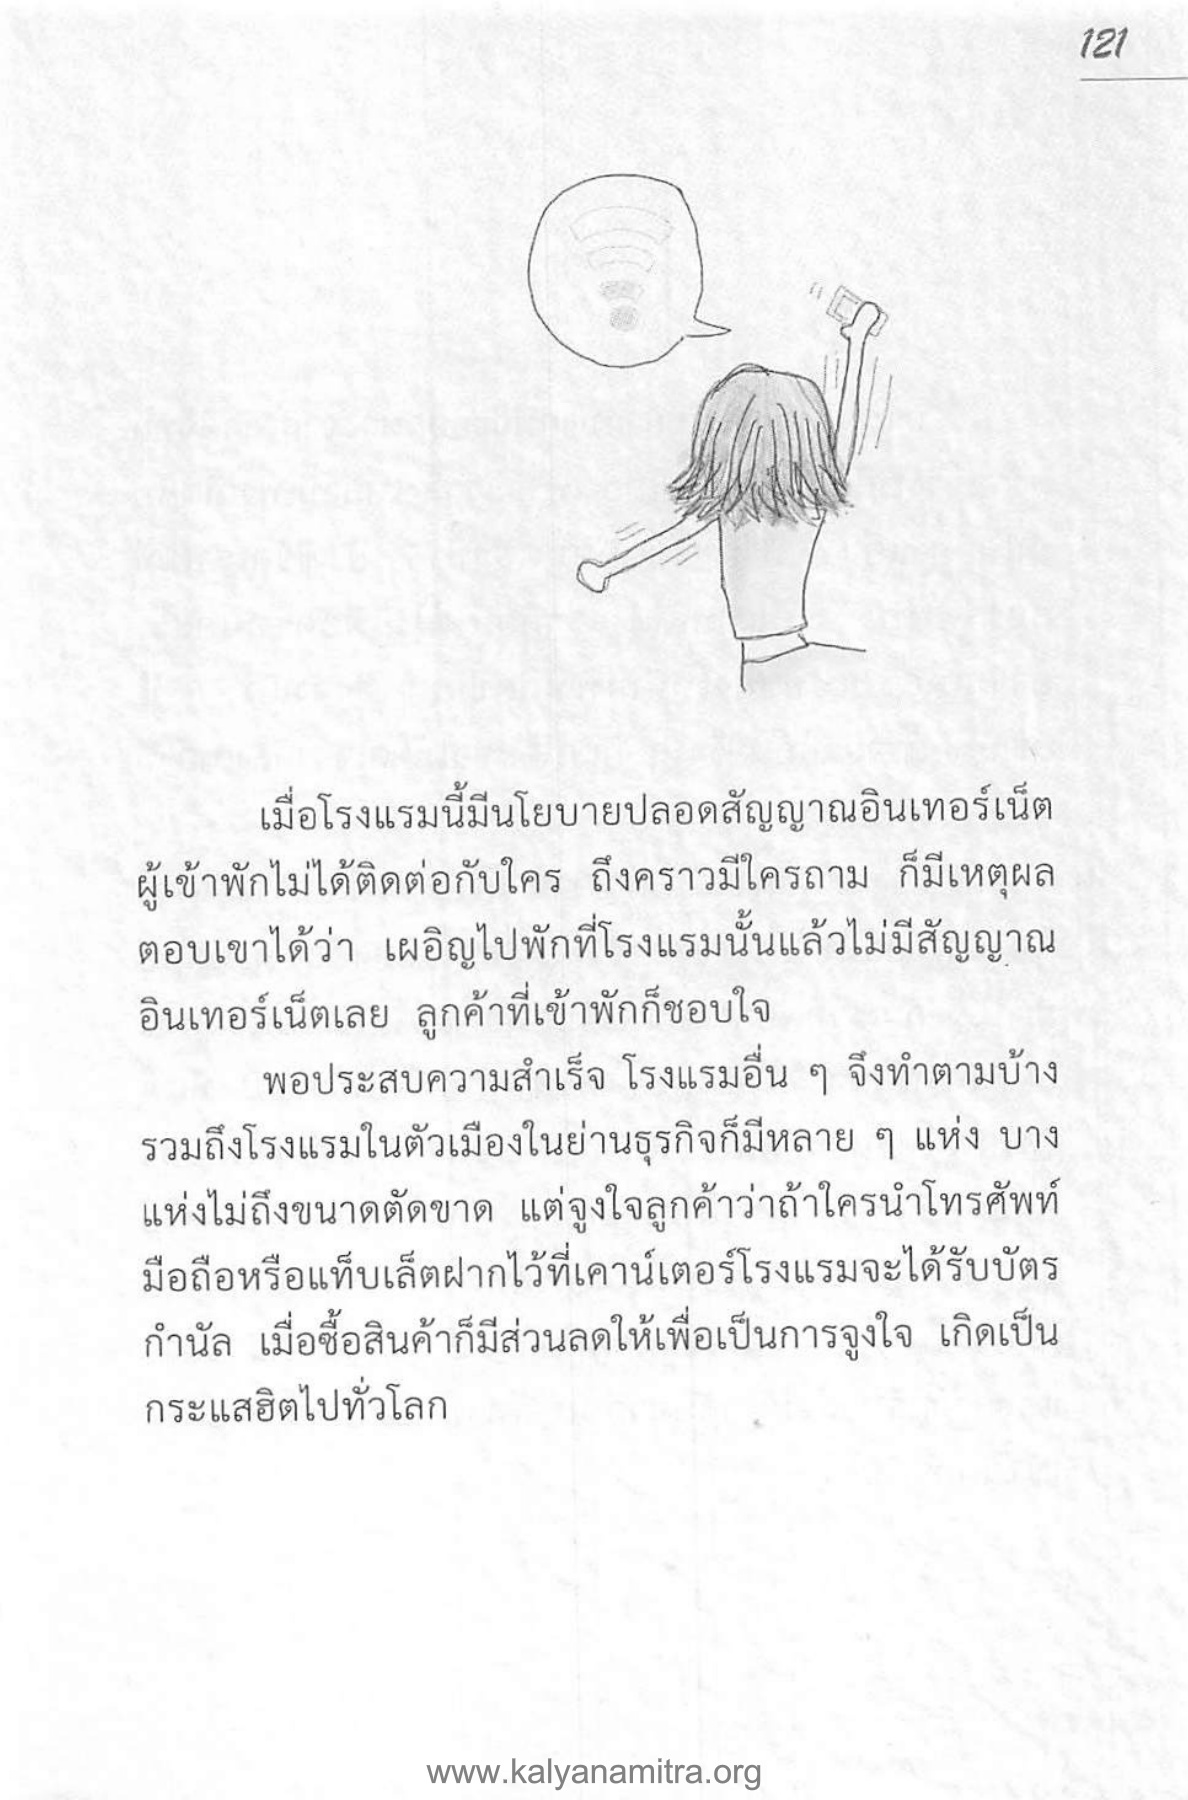 121
เมื่อโรงแรมนี้มีนโยบายปลอดสัญญาณอินเทอร์เน็ต
ผู้เข้าพักไม่ได้ติดต่อกับใคร ถึงคราวมีใครถาม ก็มีเหตุผล
ตอบเขาได้ว่า เผอิญไปพักที่โรงแรมนั้นแล้วไม่มีสัญญาณ
อินเทอร์เน็ตเลย ลูกค้าที่เข้าพักก็ชอบใจ
พอประสบความสำเร็จ โรงแรมอื่น ๆ จึงทำตามบ้าง
รวมถึงโรงแรมในตัวเมืองในย่านธุรกิจก็มีหลาย ๆ แห่ง บาง
แห่งไม่ถึงขนาดตัดขาด แต่จูงใจลูกค้าว่าถ้าใครนำโทรศัพท์
มือถือหรือแท็บเล็ตฝากไว้ที่เคาน์เตอร์โรงแรมจะได้รับบัตร
กำนัล เมื่อซื้อสินค้าก็มีส่วนลดให้เพื่อเป็นการจูงใจ เกิดเป็น
กระแสฮิตไปทั่วโลก
www.kalyanamitra.org